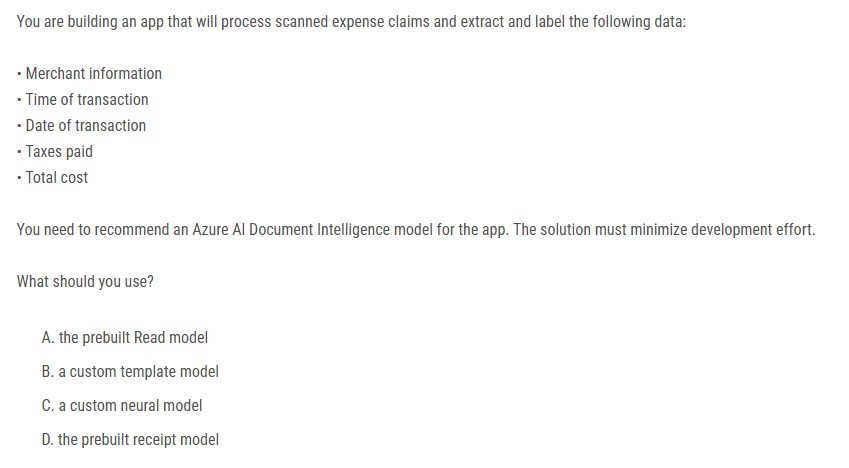 You are building an app that will process scanned expense claims and extract and label the following data:
• Merchant information
• Time of transaction
• Date of transaction
• Taxes paid
• Total cost
You need to recommend an Azure AI Document Intelligence model for the app. The solution must minimize development effort.
What should you use?
A. the prebuilt Read model
B. a custom template model
C. a custom neural model
D. the prebuilt receipt model